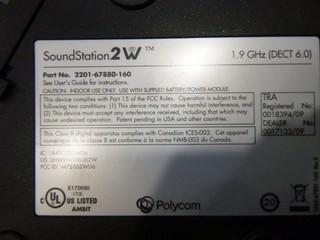 SoundStation2W™
1.9 GHz (DECT 6.0)
Part No. 2201-67880-160
See User's Guide for instructions.
CAUTION: INDOOR USE ONLY. USE WITH SUPPLIED BATTERY/POWER MODULE.
This device complies with Part 15 of the FCC Rules. Operation is subject to the
following two conditions: (1) This device may not cause harmful interference, and
(2) This device must accept any interference received, including that which may
cause undesired operation. Patent Pending in USA and other countries.
TRA
Registered No:
0018394/09
DEALER No:
0017133/09
This Class B digital apparatus complies with Canadian ICES-003. Cet appareil
numérique de la classe B est conforme à la norme NMB-003 du Canada.
C UL US LISTED
E170690
I.T.E.
AMBIT
Polycom
20